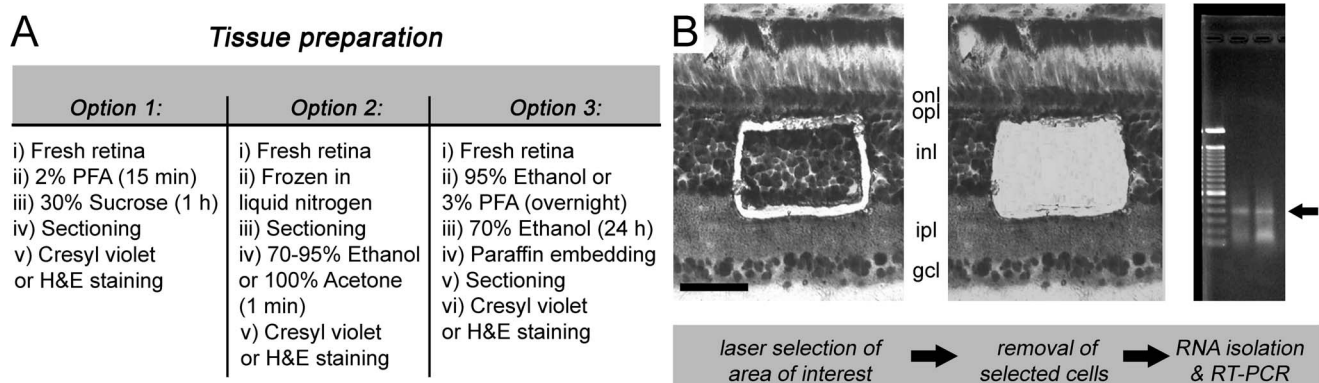 A
Tissue preparation
Option 1:
i) Fresh retina
ii) 2% PFA (15 min)
iii) 30% Sucrose (1 h)
iv) Sectioning
v) Cresyl violet
or H&E staining
Option 2:
i) Fresh retina
ii) Frozen in
liquid nitrogen
iii) Sectioning
iv) 70-95% Ethanol
or 100% Acetone
(1 min)
v) Cresyl violet
or H&E staining
Option 3:
i) Fresh retina
ii) 95% Ethanol or
3% PFA (overnight)
iii) 70% Ethanol (24 h)
iv) Paraffin embedding
v) Sectioning
vi) Cresyl violet
or H&E staining
B
onl
opl
inl
ipl
gcl
laser selection of
area of interest
removal of
selected cells
RNA isolation
& RT-PCR